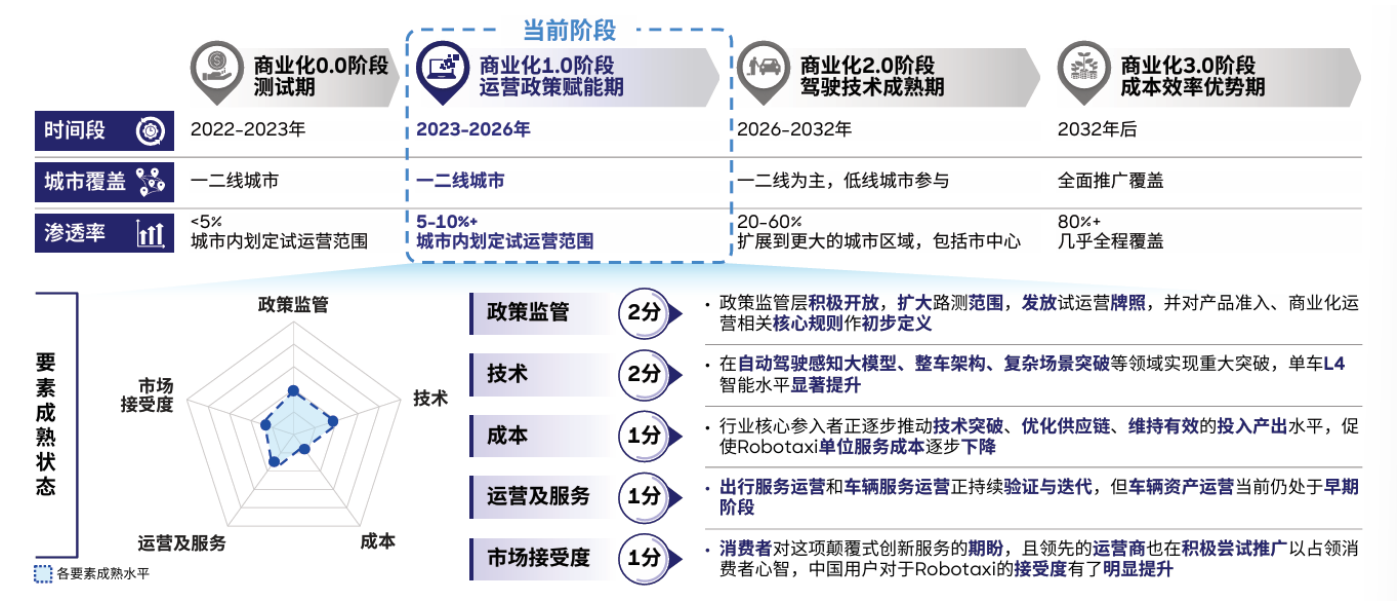 当前阶段
商业化0.0阶段
测试期
商业化1.0阶段
运营政策赋能期
商业化2.0阶段
驾驶技术成熟期
商业化3.0阶段
成本效率优势期
时间段
2022-2023年
2023-2026年
2026-2032年
2032年后
城市覆盖
一二线城市
一二线城市
一二线为主，低线城市参与
全面推广覆盖
渗透率
<5%
城市内划定试运营范围
5-10%+
城市内划定试运营范围
20-60%
扩展到更大的城市区域，包括市中心
80%+
几乎全程覆盖
要素成熟状态
政策监管
技术
成本
运营及服务
市场
接受度
各要素成熟水平
政策监管
2分
• 政策监管层积极开放，扩大路测范围，发放试运营牌照，并对产品准入、商业化运
营相关核心规则作初步定义
技术
2分
• 在自动驾驶感知大模型、整车架构、复杂场景突破等领域实现重大突破，单车L4
智能水平显著提升
成本
1分
• 行业核心参入者正逐步推动技术突破、优化供应链、维持有效的投入产出水平，促
使Robotaxi单位服务成本逐步下降
运营及服务
1分
• 出行服务运营和车辆服务运营正持续验证与迭代，但车辆资产运营当前仍处于早期
阶段
市场接受度
1分
• 消费者对这项颠覆式创新服务的期盼，且领先的运营商也在积极尝试推广以占领消
费者心智，中国用户对于Robotaxi的接受度有了明显提升